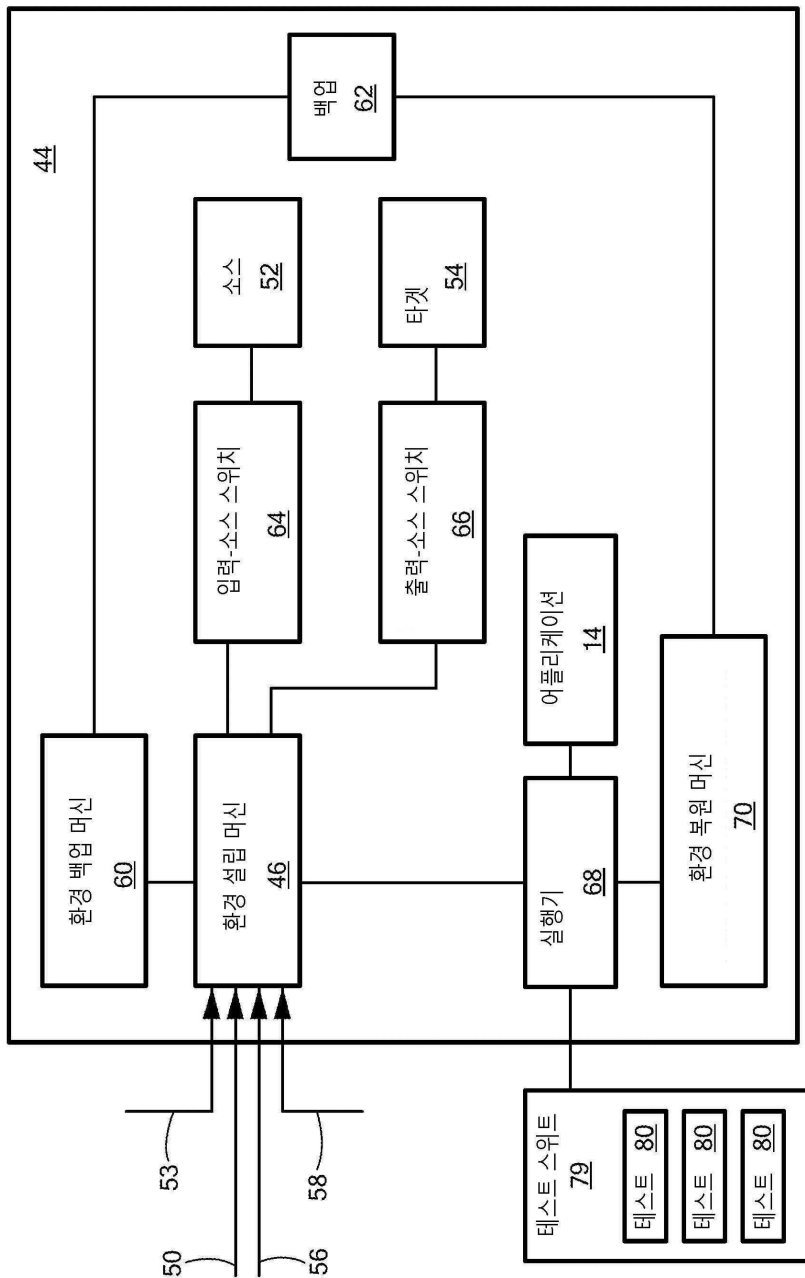 44
환경 백업 머신
60
백업
62
53
50
56
58
환경 설립 머신
46
입력-소스 스위치
64
소스
52
출력-소스 스위치
66
타겟
54
테스트 스위트
79
테스트 80
테스트 80
테스트 80
실행기
68
어플리케이션
14
환경 복원 머신
70